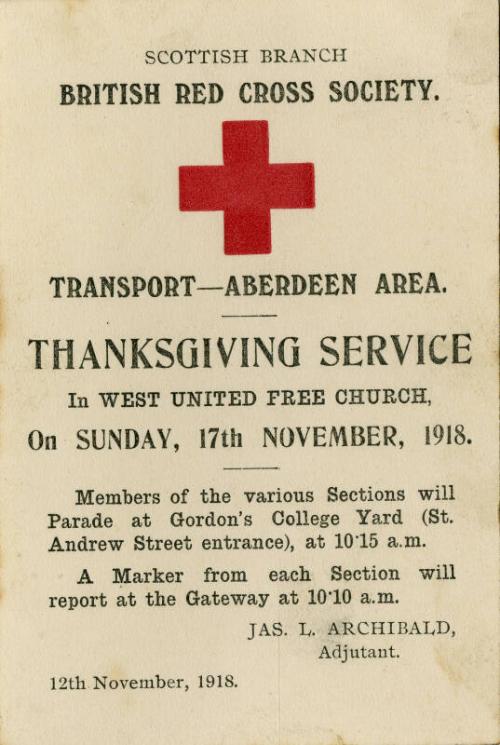 SCOTTISH BRANCH
BRITISH RED CROSS SOCIETY.
TRANSPORT—ABERDEEN AREA.
THANKSGIVING SERVICE
In WEST UNITED FREE CHURCH,
On SUNDAY, 17th NOVEMBER, 1918.
Members of the various Sections will
Parade at Gordon's College Yard (St.
Andrew Street entrance), at 10·15 a.m.
A Marker from each Section will
report at the Gateway at 10·10 a.m.
JAS. L. ARCHIBALD,
Adjutant.
12th November, 1918.